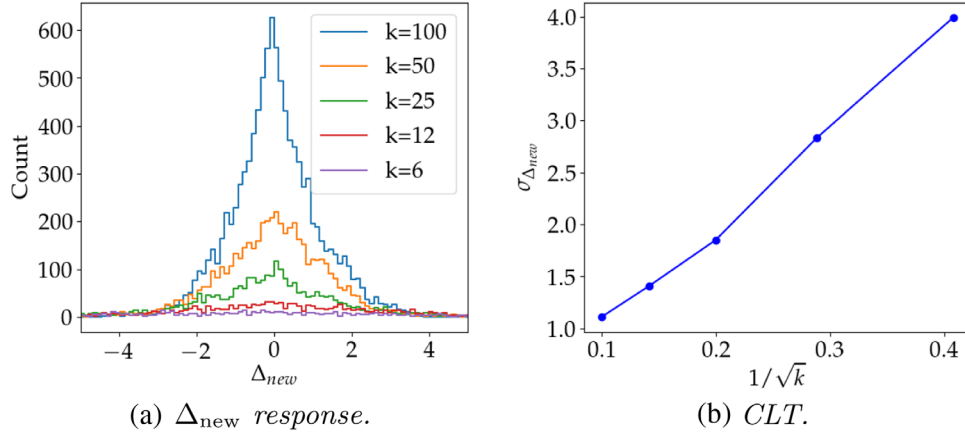 600
500
400
300
200
100
0
Count
−4
−2
0
2
4
Δnew
k=100
k=50
k=25
k=12
k=6
(a) Δnew response.
4.0
3.5
3.0
2.5
2.0
1.5
1.0
σΔnew
0.1
0.2
0.3
0.4
1/√k
(b) CLT.